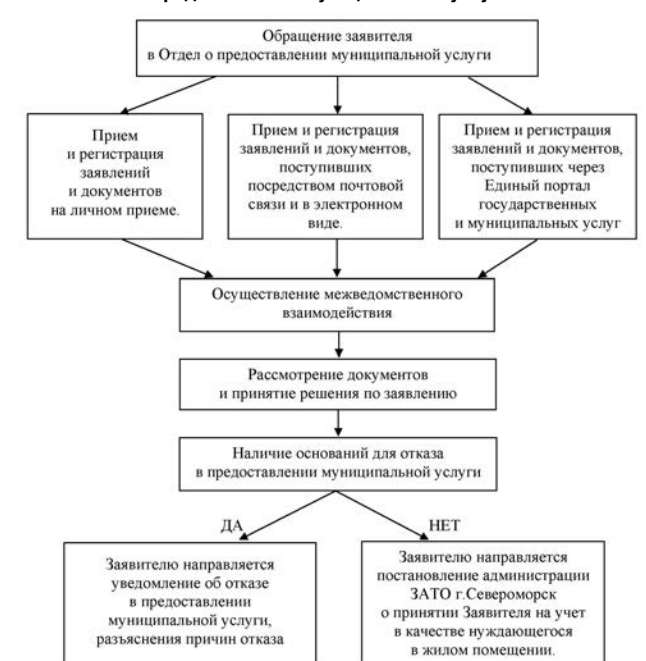 Обращение заявителя
в Отдел о предоставлении муниципальной услуги
Прием
и регистрация
заявлений
и документов
на личном приеме.
Прием и регистрация
заявлений и документов,
поступивших
посредством почтовой
связи и в электронном
виде.
Прием и регистрация
заявлений и документов,
поступивших через
Единый портал
государственных
и муниципальных услуг
Осуществление межведомственного
взаимодействия
Рассмотрение документов
и принятие решения по заявлению
Наличие оснований для отказа
в предоставлении муниципальной услуги
ДА
НЕТ
Заявителю направляется
уведомление об отказе
в предоставлении
муниципальной услуги,
разъяснения причин отказа
Заявителю направляется
постановление администрации
ЗАТО г.Североморск
о принятии Заявителя на учет
в качестве нуждающегося
в жилом помещении.